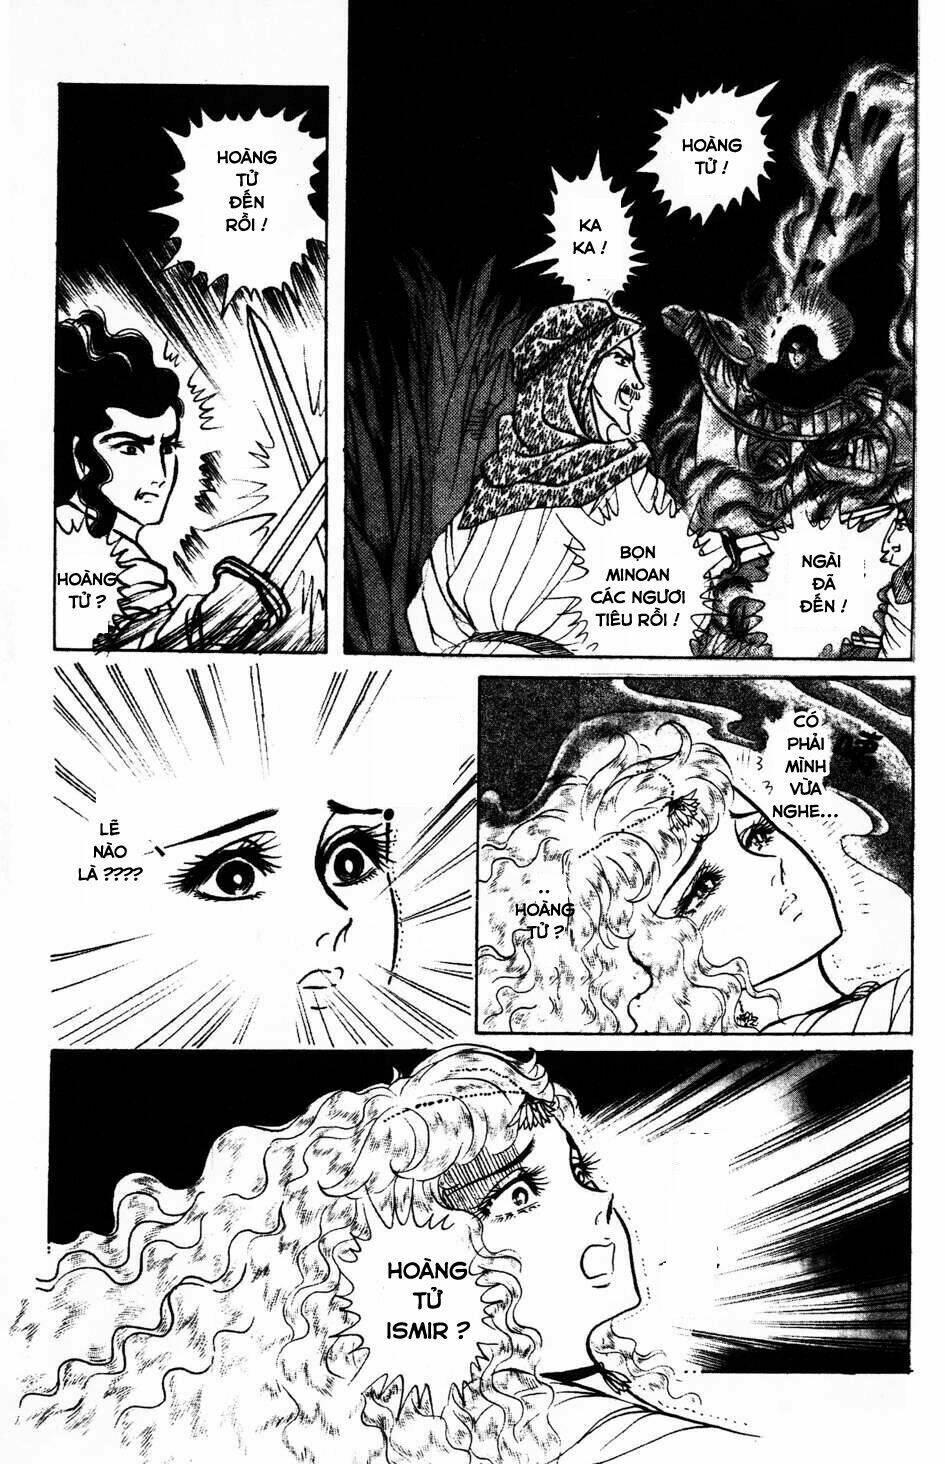 HOÀNG
TỬ
ĐẾN
RỒI !
HOÀNG
TỬ ?
HOÀNG
TỬ !
KA
KA !
BỌN
MINOAN
CÁC NGƯƠI
TIÊU RỒI !
NGÀI
ĐÃ
ĐẾN !
LẼ
NÀO
LÀ ????
CÓ
PHẢI
MÌNH
VỪA
NGHE...
..
HOÀNG
TỬ ?
HOÀNG
TỬ
ISMIR ?